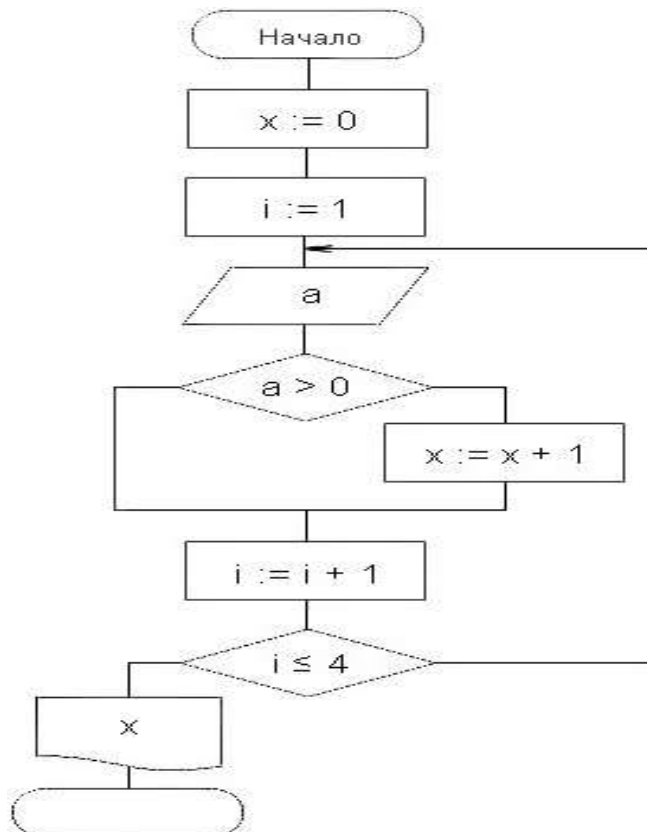 Начало
x := 0
i := 1
a
a > 0
x := x + 1
i := i + 1
i ≤ 4
x